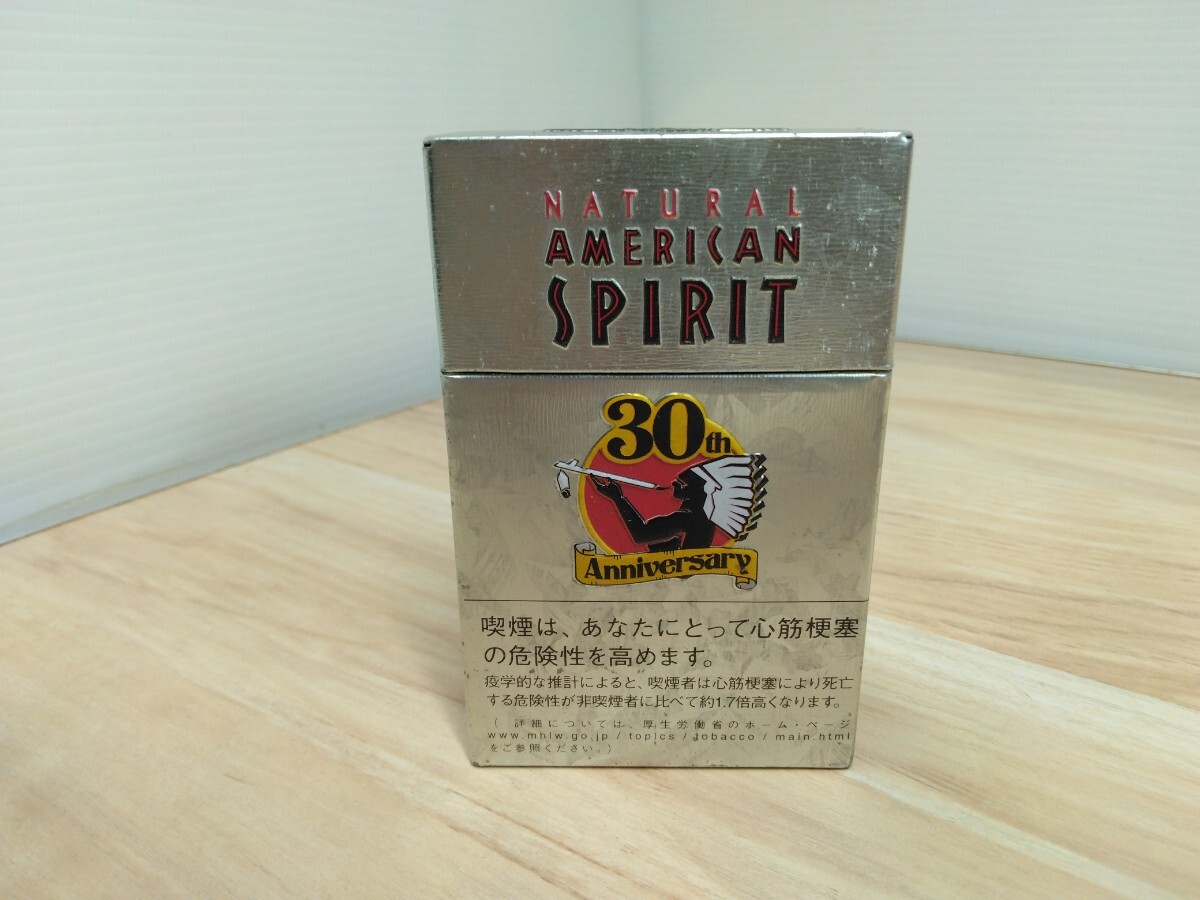 NATURAL
AMERICAN
SPIRIT
30th
Anniversary
喫煙は、あなたにとって心筋梗塞
の危険性を高めます。
疫学的な推計によると、喫煙者は心筋梗塞により死亡
する危険性が非喫煙者に比べて約1.7倍高くなります。
(詳細については、厚生労働省のホーム・ページ
www.mhlw.go.jp/topics/tobacco/main.html
をご参照ください。)